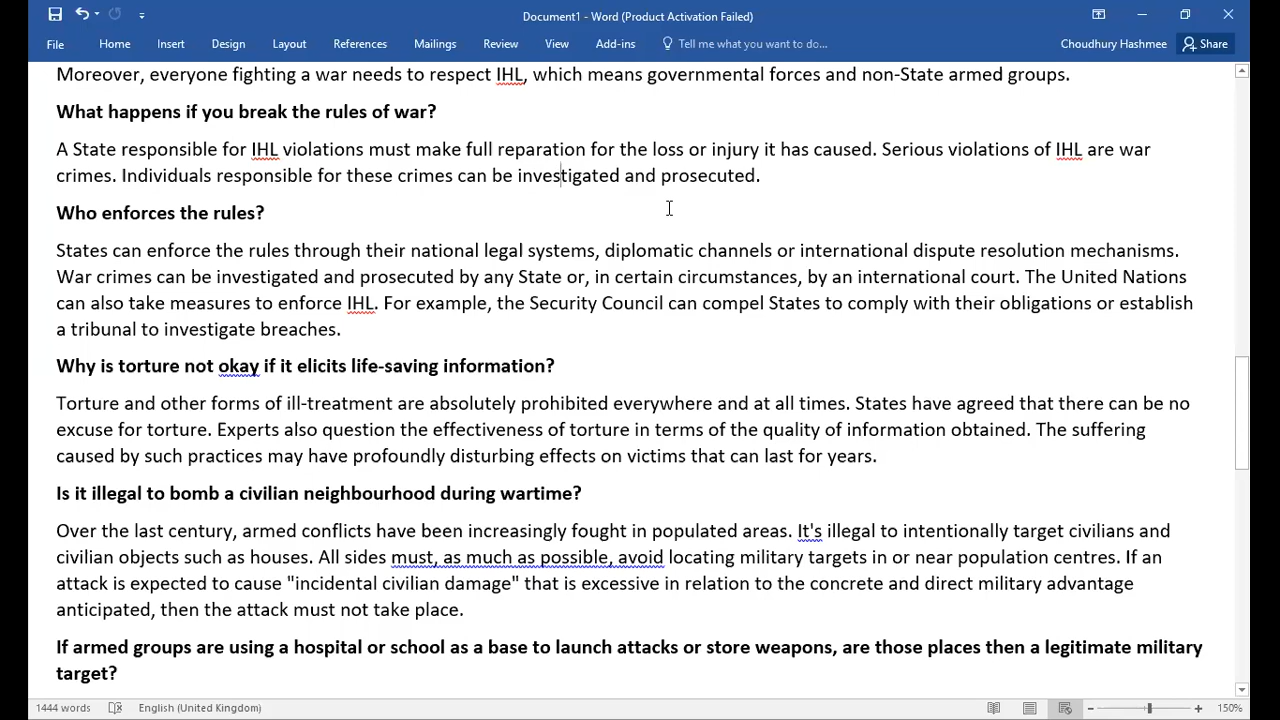 Document1 - Word (Product Activation Failed)
File Home Insert Design Layout References Mailings Review View Add-ins Tell me what you want to do... Choudhury Hashmee Share
Moreover, everyone fighting a war needs to respect IHL, which means governmental forces and non-State armed groups.
What happens if you break the rules of war?
A State responsible for IHL violations must make full reparation for the loss or injury it has caused. Serious violations of IHL are war
crimes. Individuals responsible for these crimes can be investigated and prosecuted.
Who enforces the rules?
States can enforce the rules through their national legal systems, diplomatic channels or international dispute resolution mechanisms.
War crimes can be investigated and prosecuted by any State or, in certain circumstances, by an international court. The United Nations
can also take measures to enforce IHL. For example, the Security Council can compel States to comply with their obligations or establish
a tribunal to investigate breaches.
Why is torture not okay if it elicits life-saving information?
Torture and other forms of ill-treatment are absolutely prohibited everywhere and at all times. States have agreed that there can be no
excuse for torture. Experts also question the effectiveness of torture in terms of the quality of information obtained. The suffering
caused by such practices may have profoundly disturbing effects on victims that can last for years.
Is it illegal to bomb a civilian neighbourhood during wartime?
Over the last century, armed conflicts have been increasingly fought in populated areas. It's illegal to intentionally target civilians and
civilian objects such as houses. All sides must, as much as possible, avoid locating military targets in or near population centres. If an
attack is expected to cause "incidental civilian damage" that is excessive in relation to the concrete and direct military advantage
anticipated, then the attack must not take place.
If armed groups are using a hospital or school as a base to launch attacks or store weapons, are those places then a legitimate military
target?
1444 words English (United Kingdom) 150%